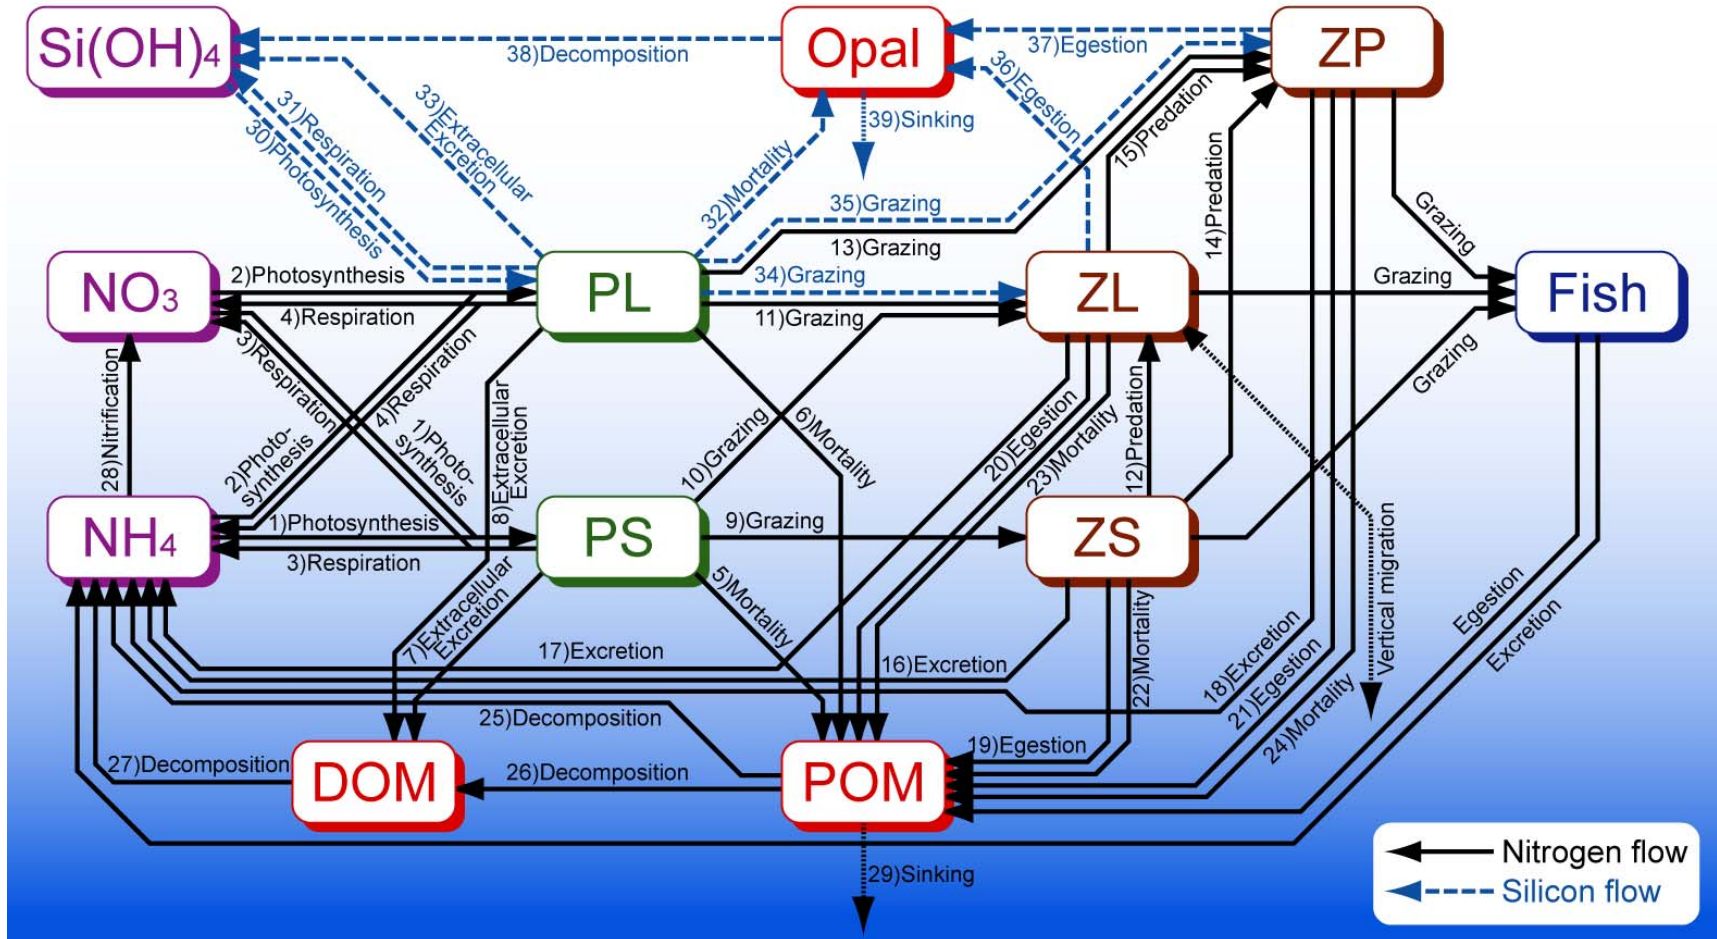 Si(OH)4
Opal
ZP
38)Decomposition
37)Egestion
36)Egestion
39)Sinking
33)Extracellular
Excretion
31)Respiration
30)Photosynthesis
32)Mortality
35)Grazing
13)Grazing
15)Predation
14)Predation
Grazing
NO3
2)Photosynthesis
4)Respiration
PL
34)Grazing
11)Grazing
ZL
Grazing
Fish
3)Respiration
4)Respiration
28)Nitrification
2)Photo-
synthesis
1)Photo-
synthesis
8)Extracellular
Excretion
10)Grazing
6)Mortality
20)Egestion
23)Mortality
12)Predation
Grazing
NH4
1)Photosynthesis
3)Respiration
PS
9)Grazing
ZS
Vertical migration
7)Extracellular
Excretion
5)Mortality
17)Excretion
16)Excretion
22)Mortality
18)Excretion
21)Egestion
24)Mortality
Egestion
Excretion
25)Decomposition
19)Egestion
27)Decomposition
DOM
26)Decomposition
POM
29)Sinking
Nitrogen flow
Silicon flow